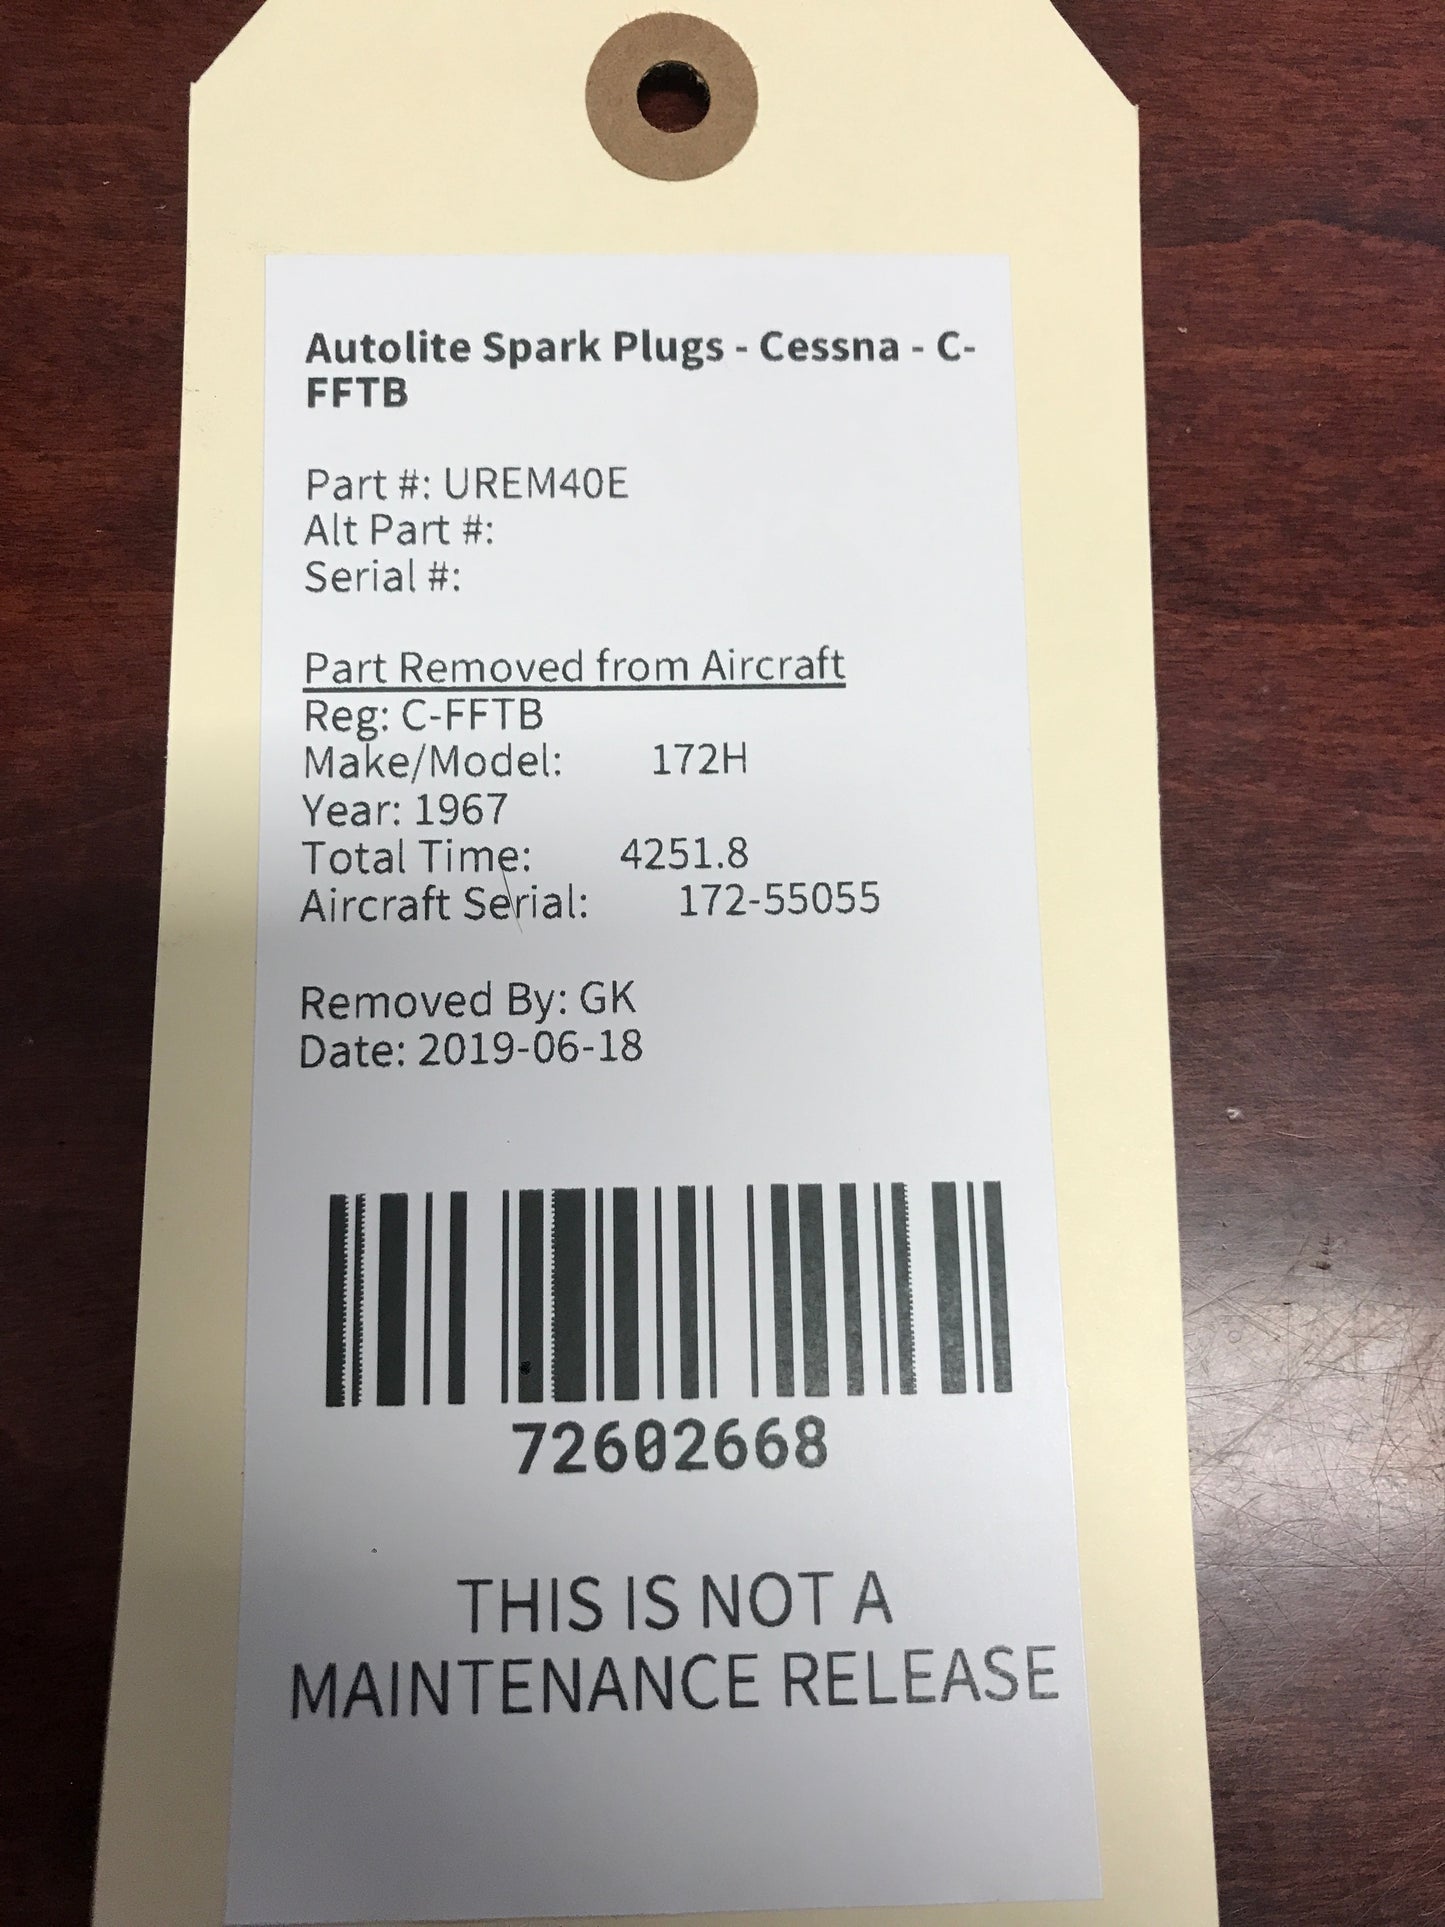 Autolite Spark Plugs - Cessna - C-
FFTB
Part #: UREM40E
Alt Part #:
Serial #:
Part Removed from Aircraft
Reg: C-FFTB
Make/Model: 172H
Year: 1967
Total Time: 4251.8
Aircraft Serial: 172-55055
Removed By: GK
Date: 2019-06-18
72602668
THIS IS NOT A
MAINTENANCE RELEASE